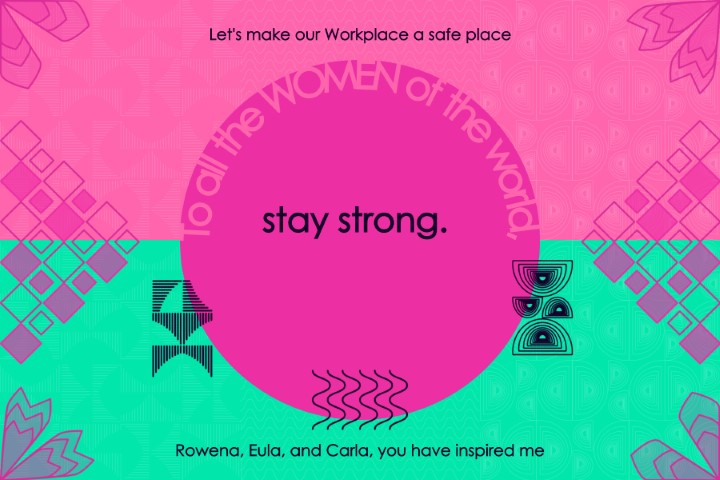 Let's make our Workplace a safe place
To all the WOMEN of the world,
stay strong.
Rowena, Eula, and Carla, you have inspired me